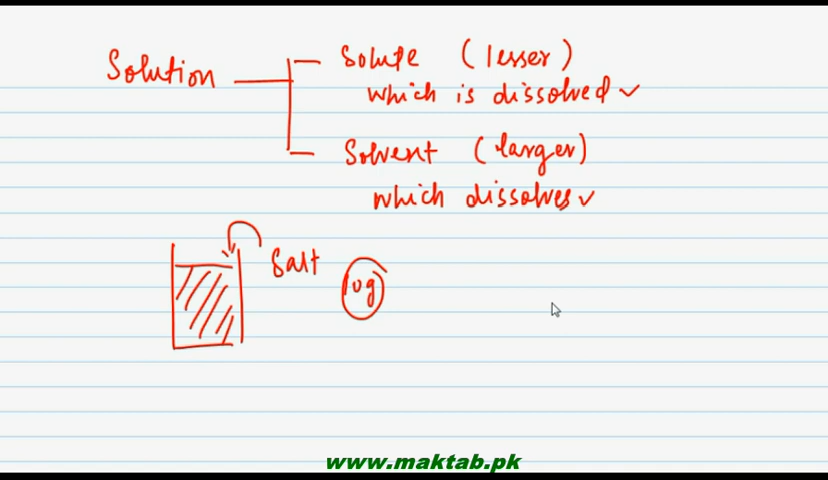 Solution
Solute (lesser)
which is dissolved ✓
Solvent (larger)
which dissolves ✓
Salt 10g
www.maktab.pk